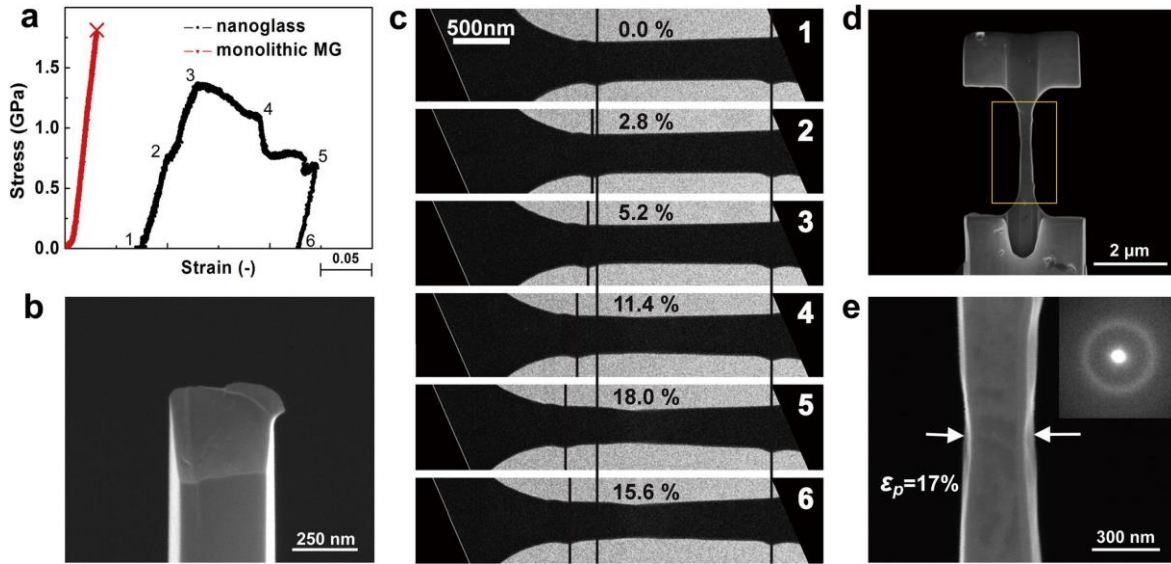 a
nanoglass
monolithic MG
Stress (GPa)
1.5
1.0
0.5
0.0
1
2
3
4
5
6
Strain (-)
0.05
b
250 nm
c
500nm
0.0 %
1
2.8 %
2
5.2 %
3
11.4 %
4
18.0 %
5
15.6 %
6
d
2 μm
e
εp=17%
300 nm